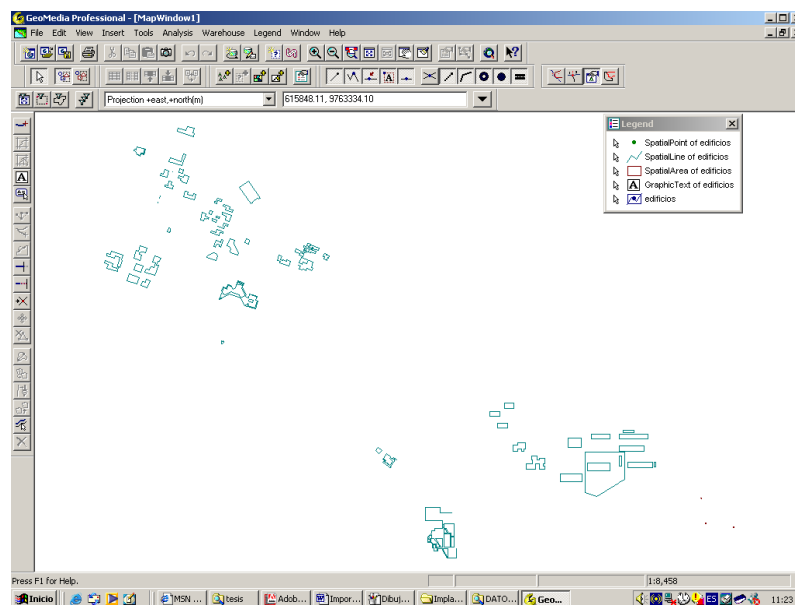 GeoMedia Professional - [MapWindow1]
File Edit View Insert Tools Analysis Warehouse Legend Window Help
Projection +east,+north(m) 615848.11, 9763334.10
Legend
SpatialPoint of edificios
SpatialLine of edificios
SpatialArea of edificios
A GraphicText of edificios
edificios
A
Press F1 for Help. 1:8,458
Inicio MSN ... tesis Adob... Impor... Dibuj... Impla... DATO... Geo... ES 11:23